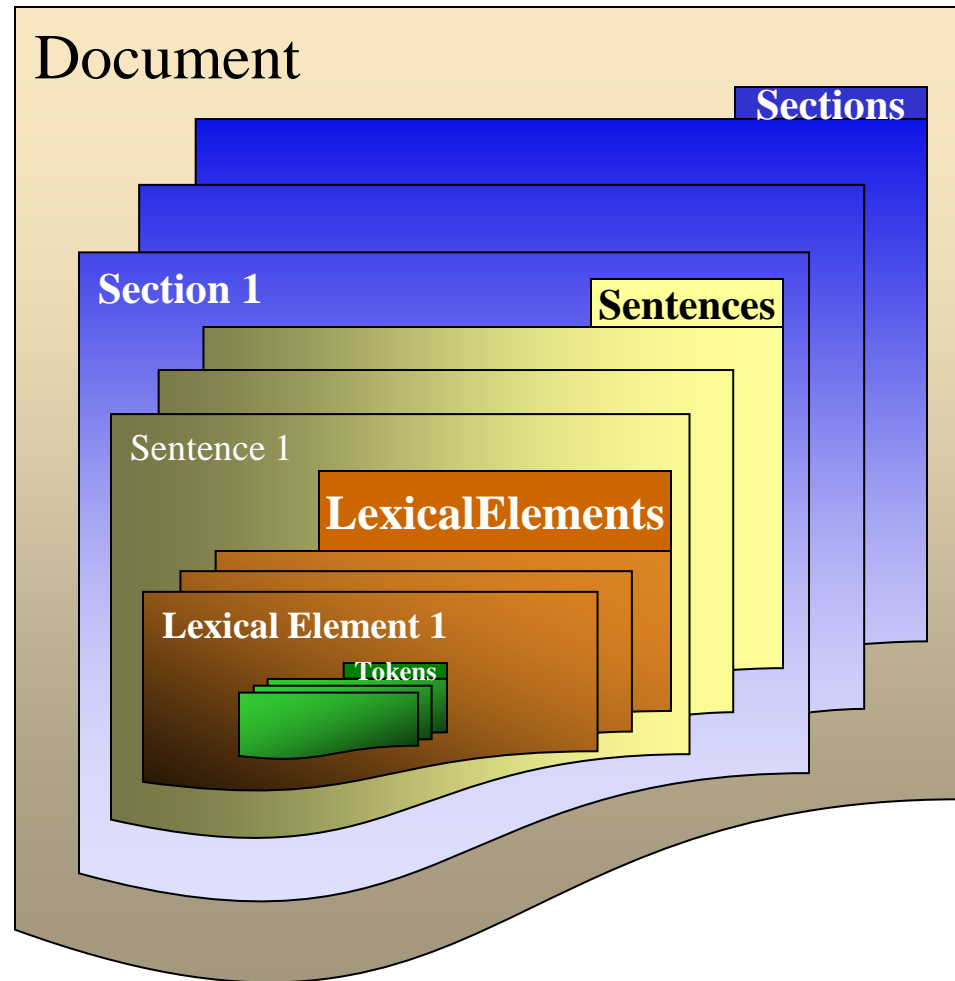 Document
Sections
Section 1
Sentences
Sentence 1
LexicalElements
Lexical Element 1
Tokens